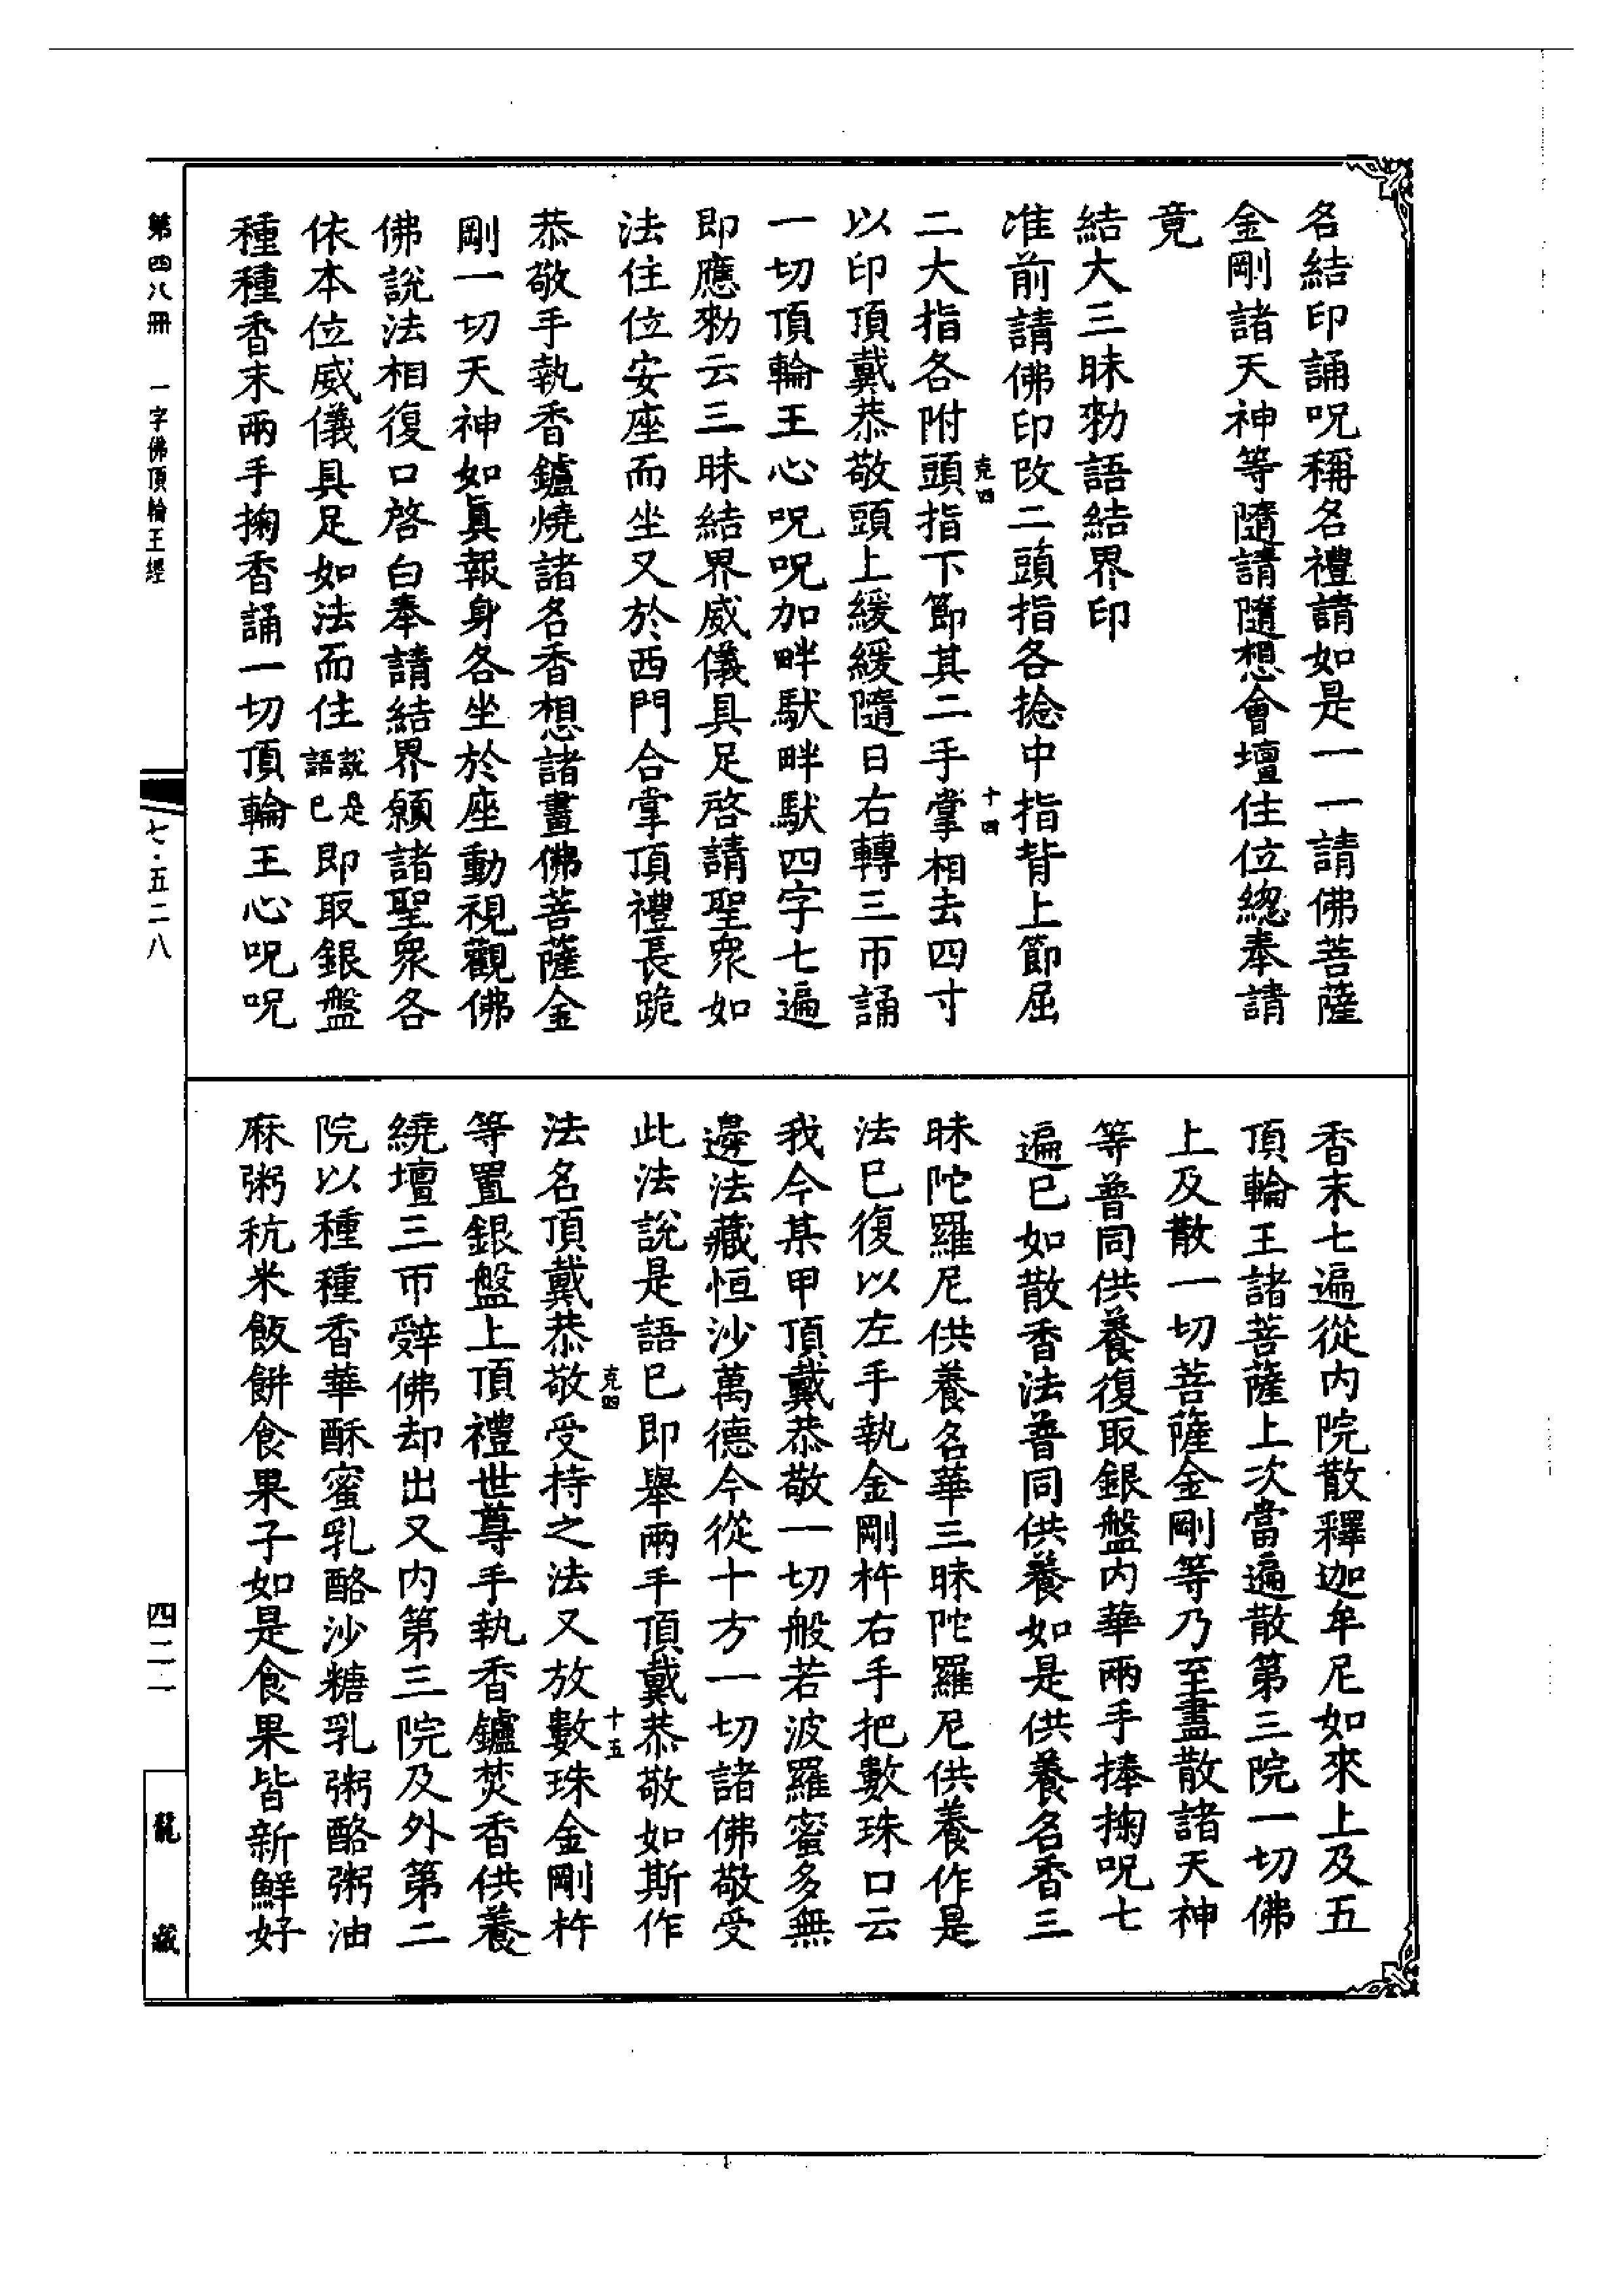 名結印誦呪稱名禮請如是一一請佛菩薩
金剛諸天神等隨請隨想會壇住位總奉請
竟
結大三昧勑語結界印
准前請佛印改二頭指各捻中指背上節屈
二大指各附頭指下節其二手掌相去四寸
克四
十四
以印頂戴恭敬頭上緩緩隨日右轉三帀誦
一切頂輪王心呪呪加畔馱畔馱四字七遍
即應勑云三昧結界威儀具足啓請聖衆如
法住位安座而坐又於西門合掌頂禮長跪
恭敬手執香鑪燒諸名香想諸畫佛菩薩金
剛一切天神如眞報身各坐於座動視觀佛
佛說法相復口啓白奉請結界願諸聖衆各
依本位威儀具足如法而住說是語已即取銀盤
種種香末兩手掬香誦一切頂輪王心呪呪
香末七遍從内院散釋迦牟尼如來上及五
頂輪王諸菩薩上次當遍散第三院一切佛
上及散一切菩薩金剛等乃至盡散諸天神
等普同供養復取銀盤内華兩手捧掬呪七
遍已如散香法普同供養如是供養名香三
昧陀羅尼供養名華三昧陀羅尼供養作是
法已復以左手執金剛杵右手把數珠口云
我今某甲頂戴恭敬一切般若波羅蜜多無
邊法藏恒沙萬德今從十方一切諸佛敬受
此法說是語已即舉兩手頂戴恭敬如斯作
克四
十五
法名頂戴恭敬受持之法又放數珠金剛杵
等置銀盤上頂禮世尊手執香鑪焚香供養
繞壇三帀辤佛却出又内第三院及外第二
院以種種香華酥蜜乳酪沙糖乳粥酪粥油
麻粥秔米飯餅食果子如是食果皆新鮮好
第四八冊 一字佛頂輪王經
七·五二八
四二一
龍藏